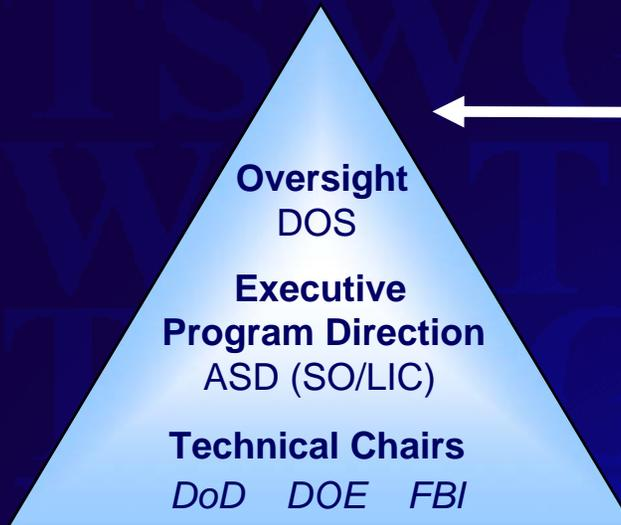 Oversight
DOS
Executive
Program Direction
ASD (SO/LIC)
Technical Chairs
DoD DOE FBI